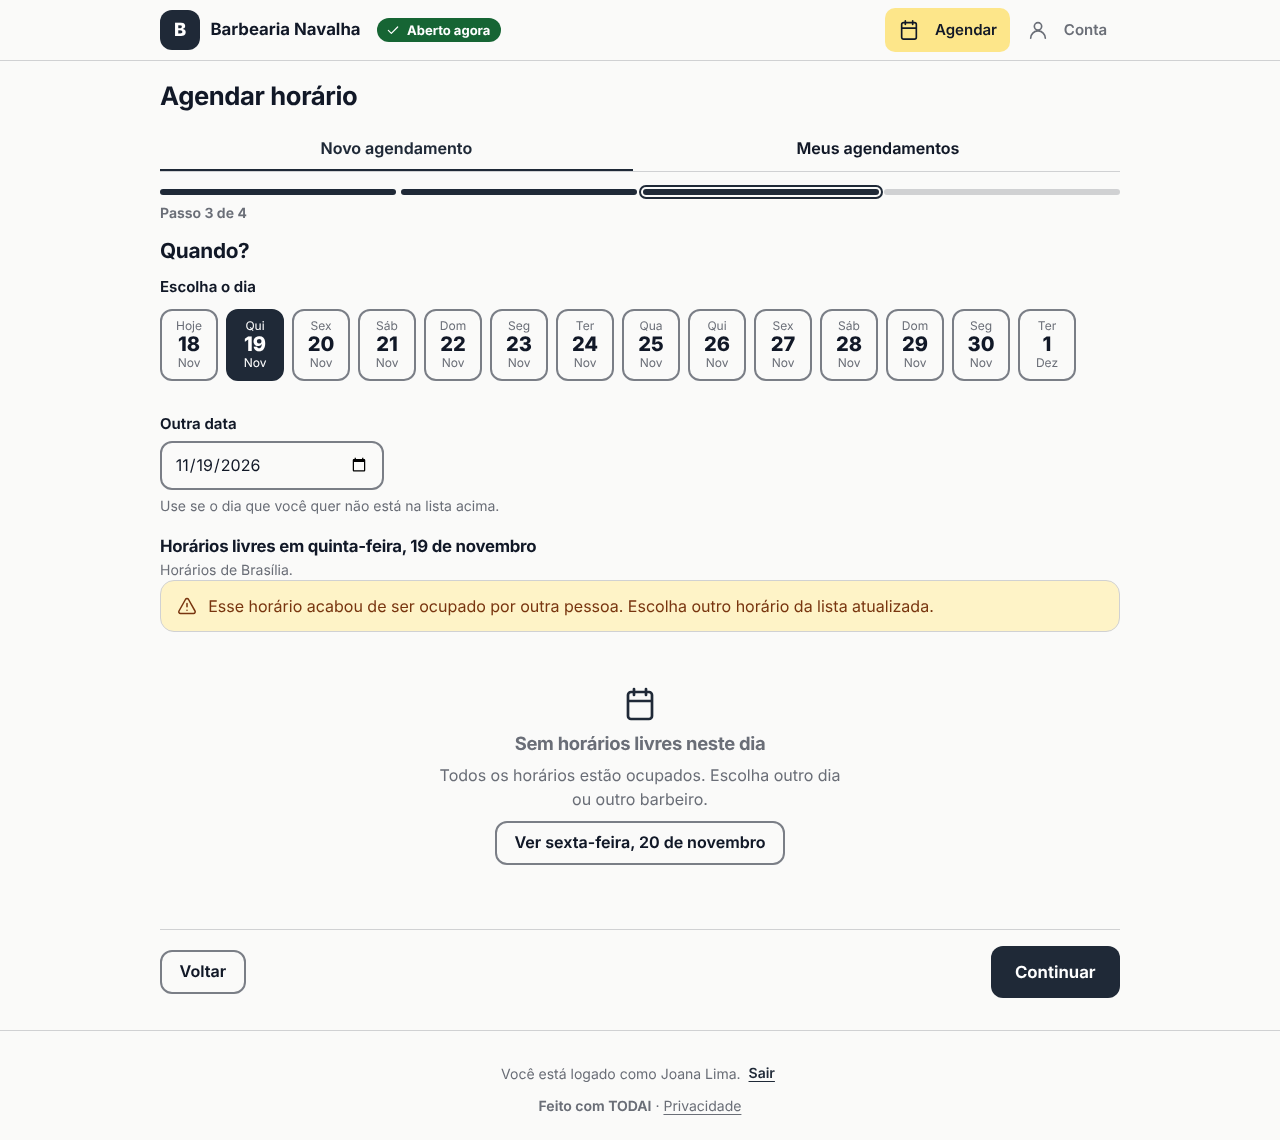 B
Barbearia Navalha
Aberto agora
Agendar
Conta
Agendar horário
Novo agendamento
Meus agendamentos
Passo 3 de 4
Quando?
Escolha o dia
Hoje
18
Nov
Qui
19
Nov
Sex
20
Nov
Sáb
21
Nov
Dom
22
Nov
Seg
23
Nov
Ter
24
Nov
Qua
25
Nov
Qui
26
Nov
Sex
27
Nov
Sáb
28
Nov
Dom
29
Nov
Seg
30
Nov
Ter
1
Dez
Outra data
11/19/2026
Use se o dia que você quer não está na lista acima.
Horários livres em quinta-feira, 19 de novembro
Horários de Brasília.
Esse horário acabou de ser ocupado por outra pessoa. Escolha outro horário da lista atualizada.
Sem horários livres neste dia
Todos os horários estão ocupados. Escolha outro dia
ou outro barbeiro.
Ver sexta-feira, 20 de novembro
Voltar
Continuar
Você está logado como Joana Lima. Sair
Feito com TODAI · Privacidade